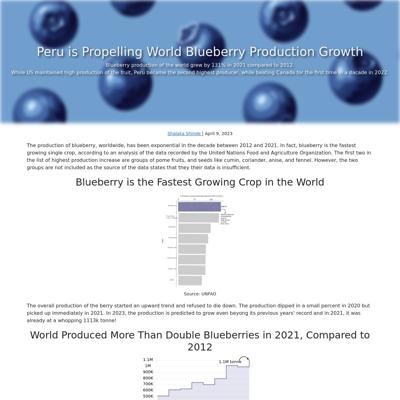 Peru is Propelling World Blueberry Production Growth
Blueberry production of the world grew by 131% in 2021 compared to 2012.
While US maintained high production of the fruit, Peru became the second highest producer, while beating Canada for the first time in a dacade in 2022.
Shalaka Shinde | April 9, 2023
The production of blueberry, worldwide, has been exponential in the decade between 2012 and 2021. In fact, blueberry is the fastest
growing single crop, according to an analysis of the data recorded by the United Nations Food and Agriculture Organization. The first two in
the list of highest production increase are groups of pome fruits, and seeds like cumin, coriander, anise, and fennel. However, the two
groups are not included as the source of the data states that they their data is insufficient.
Blueberry is the Fastest Growing Crop in the World
Source: UNFAO
The overall production of the berry started an upward trend and refused to die down. The production dipped in a small percent in 2020 but
picked up immediately in 2021. In 2023, the production is predicted to grow even beyong its previous years' record and in 2021, it was
already at a whopping 1113k tonne!
World Produced More Than Double Blueberries in 2021, Compared to
2012
1.1M
1.1M tonne
1M
900K
800K
700K
600K
500K